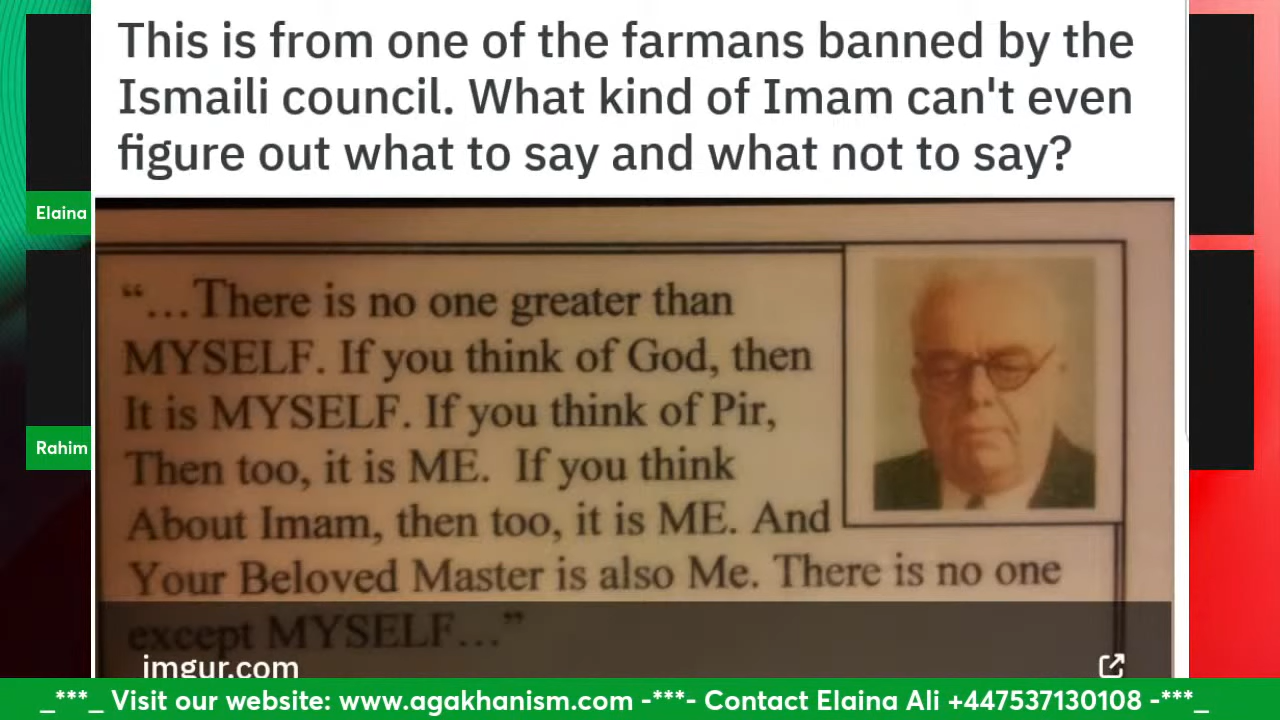 This is from one of the farmans banned by the
Ismaili council. What kind of Imam can't even
figure out what to say and what not to say?
Elaina
Rahim
“...There is no one greater than
MYSELF. If you think of God, then
It is MYSELF. If you think of Pir,
Then too, it is ME. If you think
About Imam, then too, it is ME. And
Your Beloved Master is also Me. There is no one
except MYSELF...”
imgur.com
_***_ Visit our website: www.agakhanism.com -***- Contact Elaina Ali +447537130108 -***_